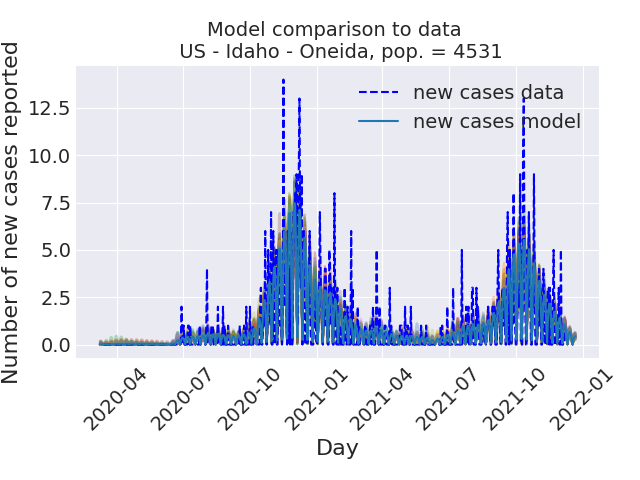 Model comparison to data
US - Idaho - Oneida, pop. = 4531
new cases data
new cases model
Number of new cases reported
12.5
10.0
7.5
5.0
2.5
0.0
2020-04
2020-07
2020-10
2021-01
2021-04
2021-07
2021-10
2022-01
Day